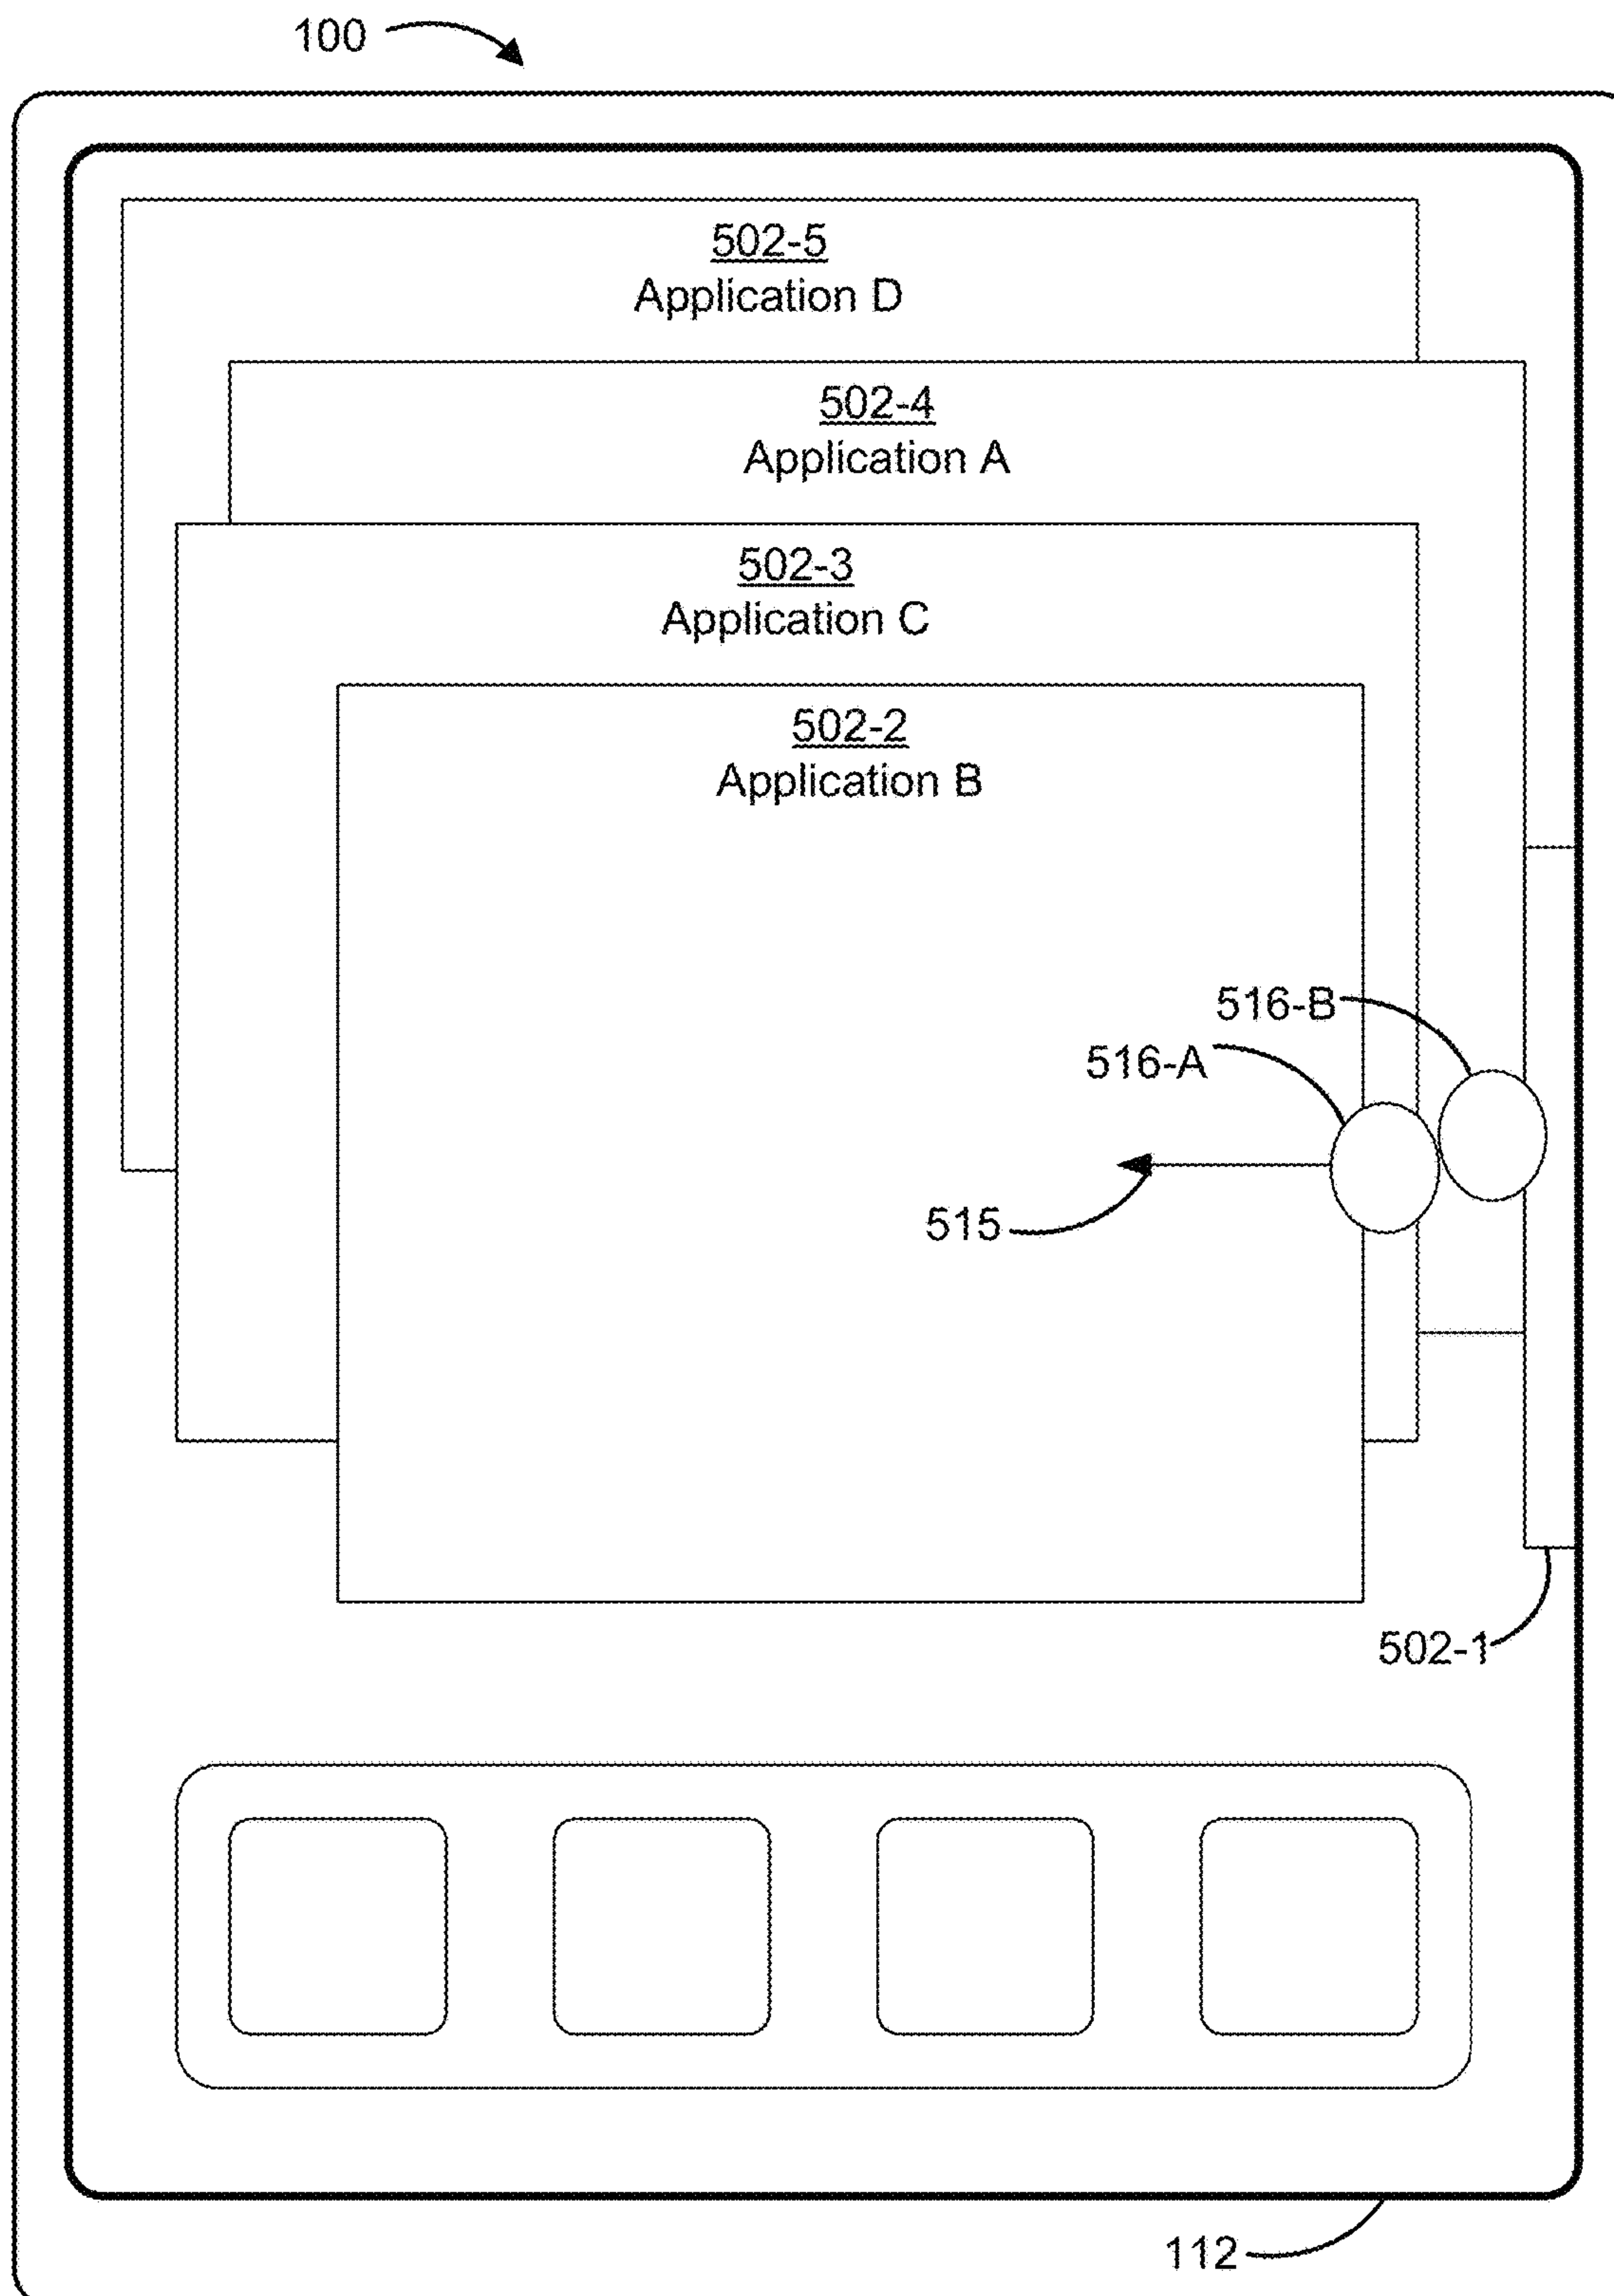 100
502-5
Application D
502-4
Application A
502-3
Application C
502-2
Application B
516-B
516-A
515
502-1
112